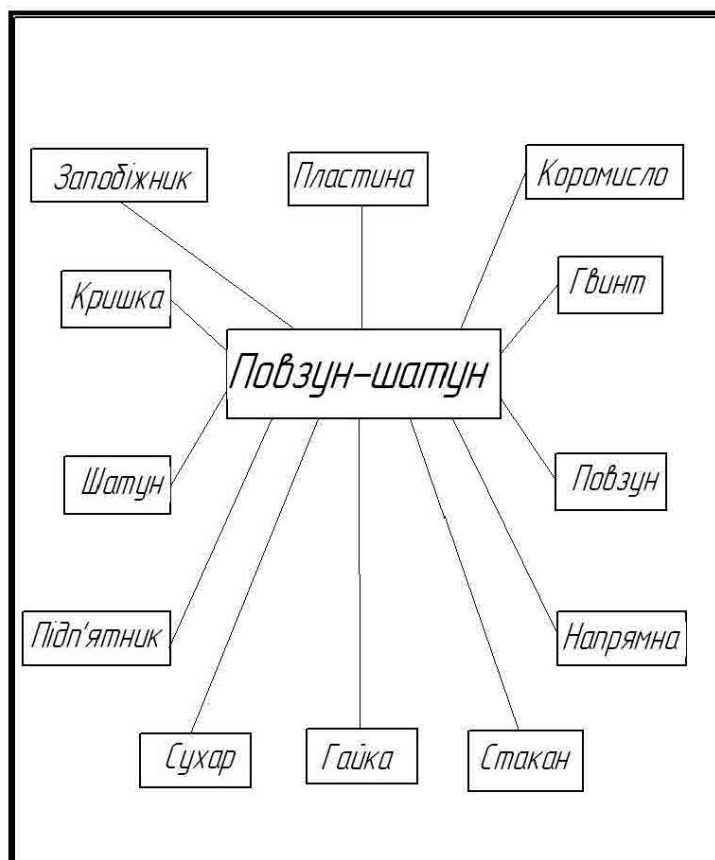 Запобіжник
Пластина
Коромисло
Кришка
Гвинт
Повзун-шатун
Шатун
Повзун
Підп'ятник
Напрямна
Сухар
Гайка
Стакан